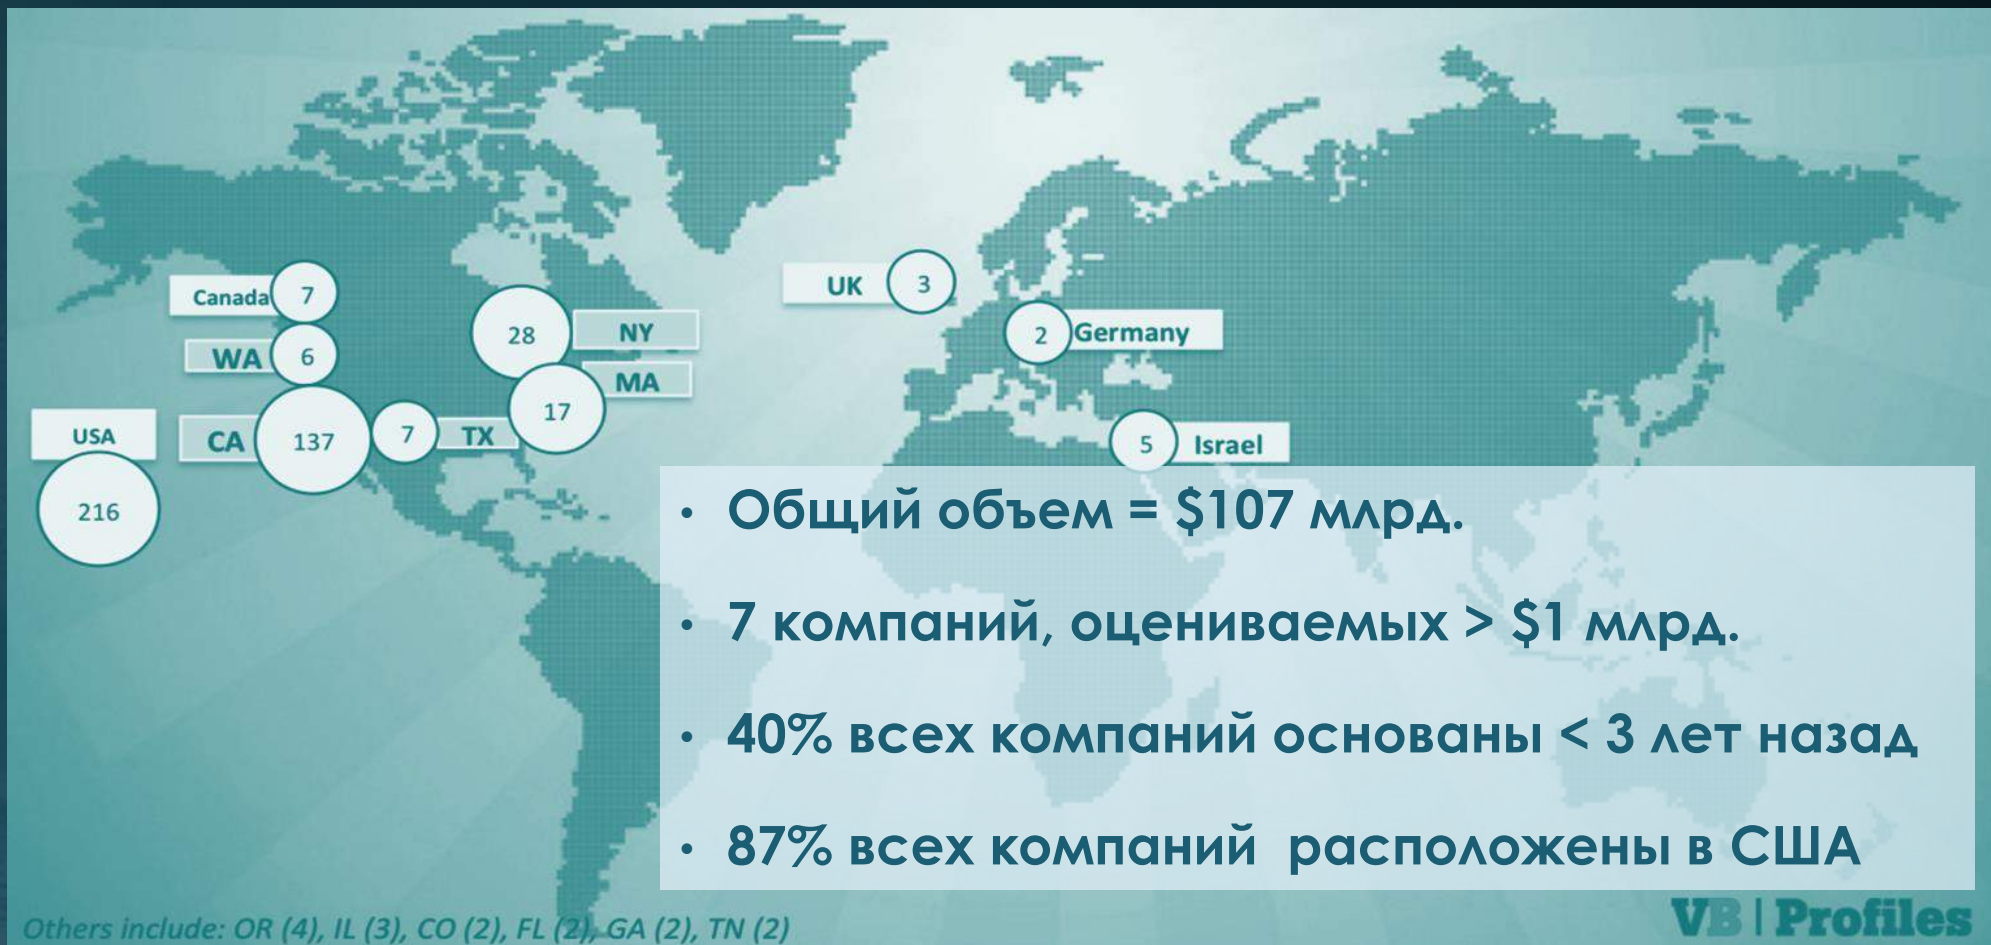 Canada 7
WA 6
USA
216
CA 137
7 TX
28 NY
17 MA
UK 3
2 Germany
5 Israel
• Общий объем = $107 млрд.
• 7 компаний, оцениваемых > $1 млрд.
• 40% всех компаний основаны < 3 лет назад
• 87% всех компаний расположены в США
Others include: OR (4), IL (3), CO (2), FL (2), GA (2), TN (2)
VB | Profiles